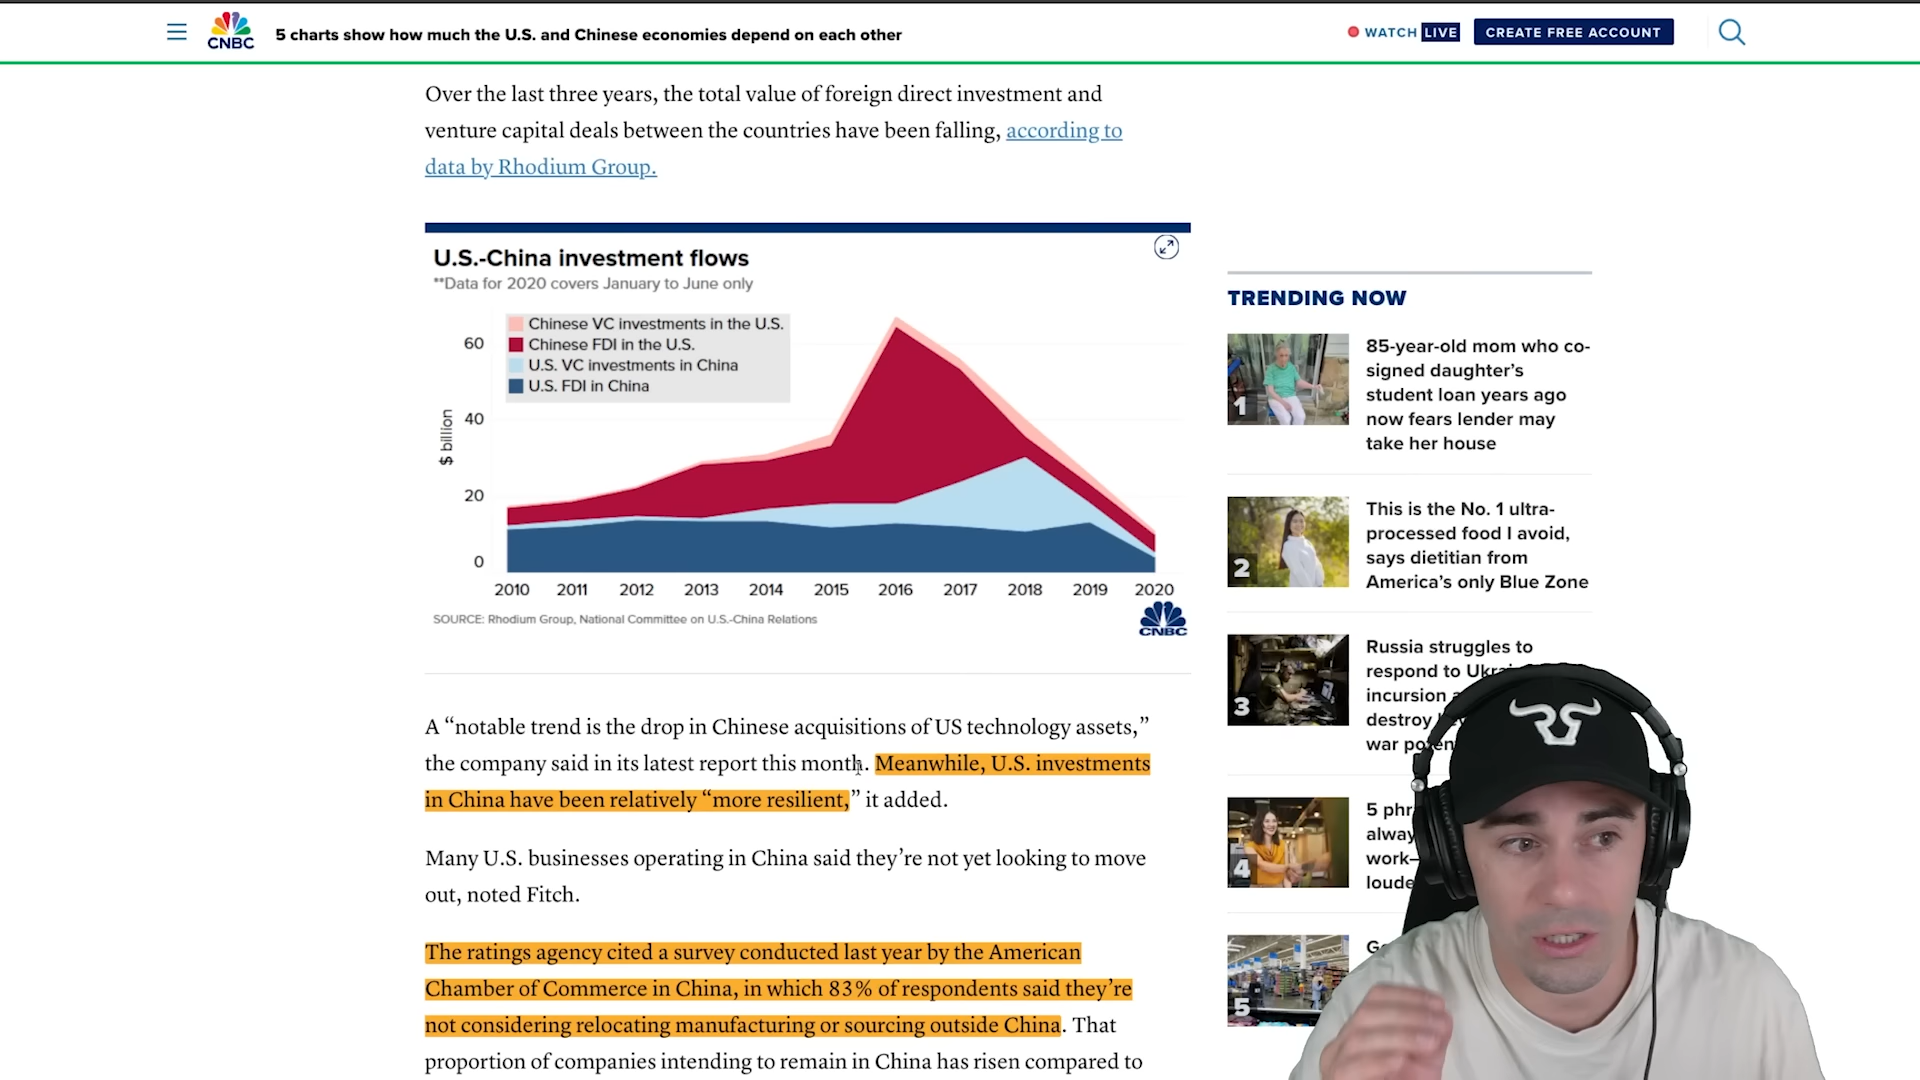 CNBC
5 charts show how much the U.S. and Chinese economies depend on each other
WATCH LIVE
CREATE FREE ACCOUNT
Over the last three years, the total value of foreign direct investment and
venture capital deals between the countries have been falling, according to
data by Rhodium Group.
U.S.-China investment flows
**Data for 2020 covers January to June only
Chinese VC investments in the U.S.
Chinese FDI in the U.S.
U.S. VC investments in China
U.S. FDI in China
$ billion
60
40
20
0
2010 2011 2012 2013 2014 2015 2016 2017 2018 2019 2020
SOURCE: Rhodium Group, National Committee on U.S.-China Relations
CNBC
A “notable trend is the drop in Chinese acquisitions of US technology assets,”
the company said in its latest report this month. Meanwhile, U.S. investments
in China have been relatively “more resilient,” it added.
Many U.S. businesses operating in China said they’re not yet looking to move
out, noted Fitch.
The ratings agency cited a survey conducted last year by the American
Chamber of Commerce in China, in which 83% of respondents said they’re
not considering relocating manufacturing or sourcing outside China. That
proportion of companies intending to remain in China has risen compared to
TRENDING NOW
1
85-year-old mom who co-
signed daughter’s
student loan years ago
now fears lender may
take her house
2
This is the No. 1 ultra-
processed food I avoid,
says dietitian from
America’s only Blue Zone
3
Russia struggles to
respond to
incursion
destroy
war
4
5
work—
5